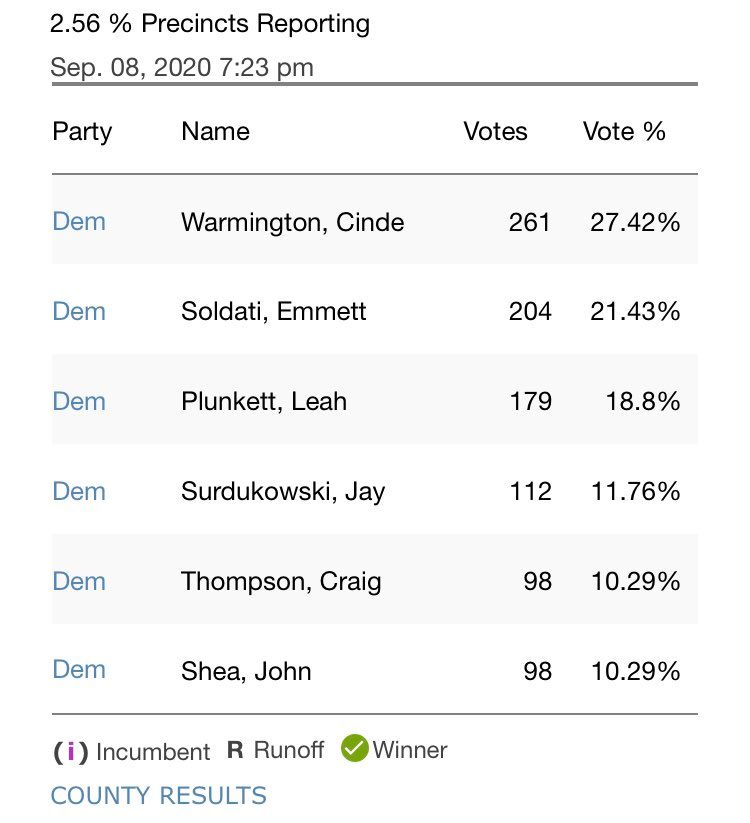 2.56 % Precincts Reporting
Sep. 08, 2020 7:23 pm
Party Name Votes Vote %
Dem Warmington, Cinde 261 27.42%
Dem Soldati, Emmett 204 21.43%
Dem Plunkett, Leah 179 18.8%
Dem Surdukowski, Jay 112 11.76%
Dem Thompson, Craig 98 10.29%
Dem Shea, John 98 10.29%
(i) Incumbent R Runoff Winner
COUNTY RESULTS